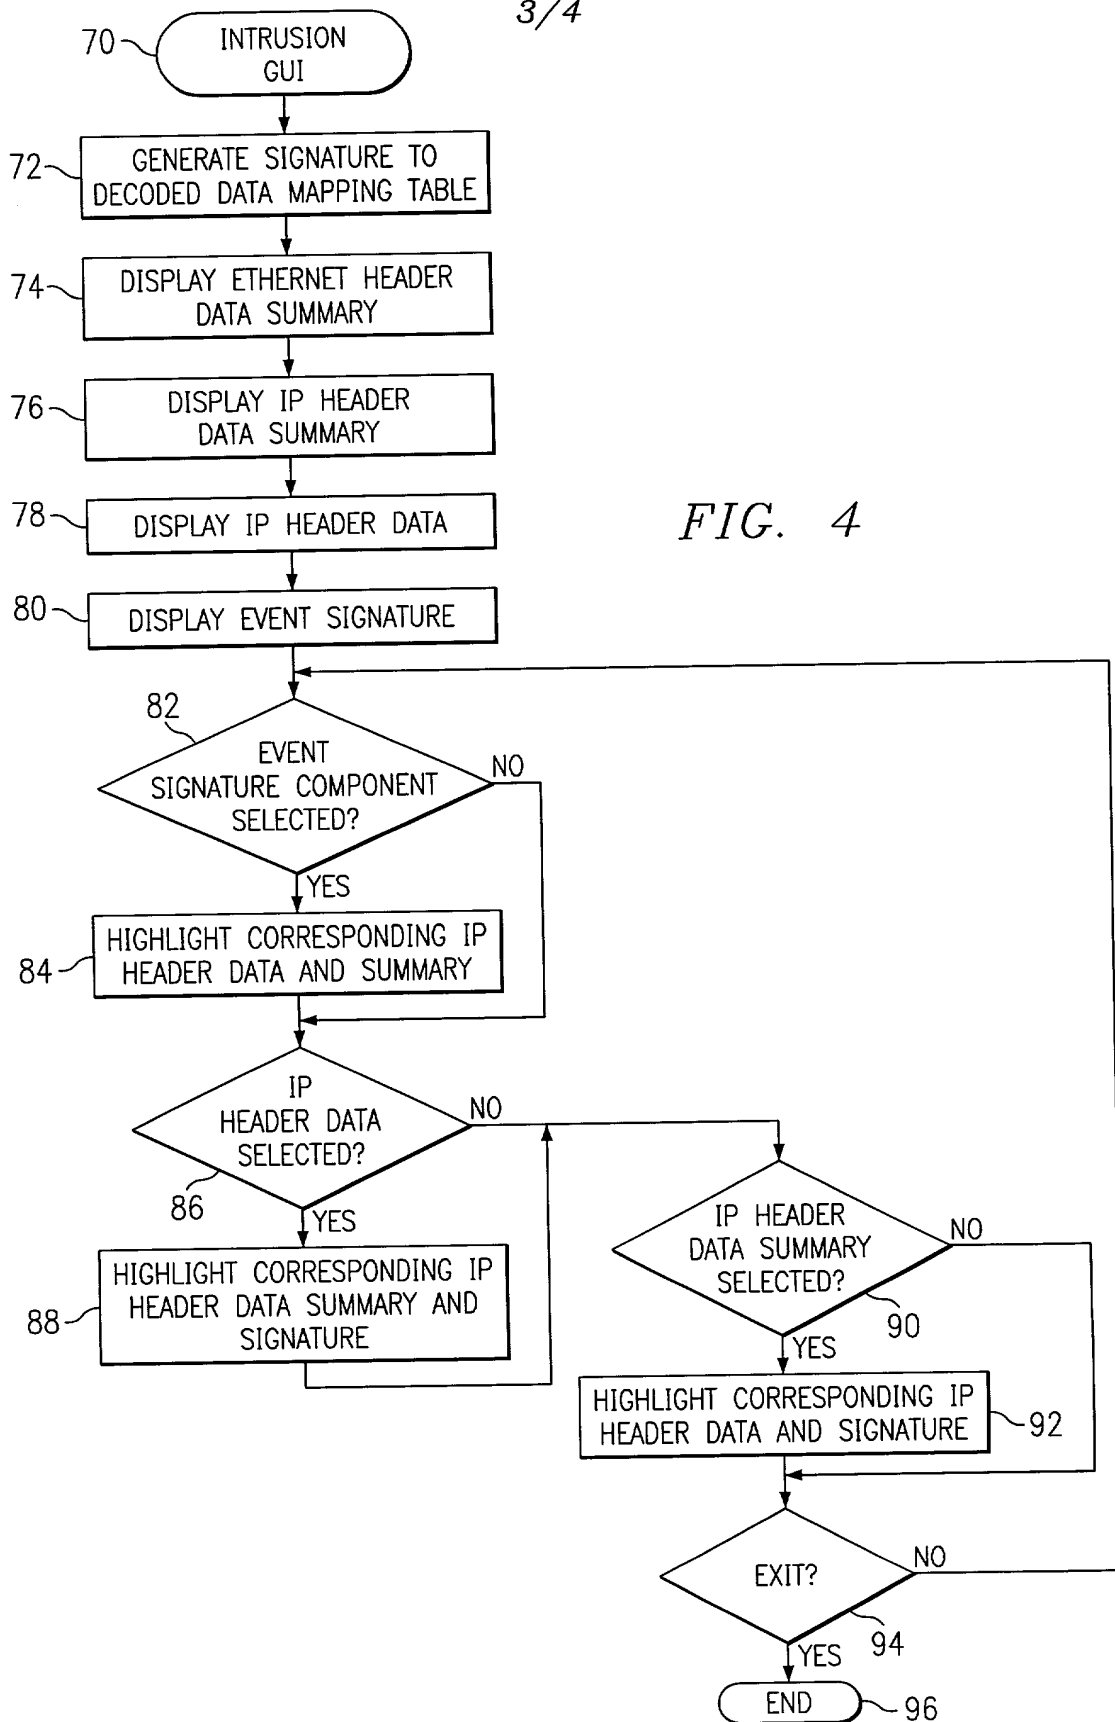 3/4
70
INTRUSION
GUI
72
GENERATE SIGNATURE TO
DECODED DATA MAPPING TABLE
74
DISPLAY ETHERNET HEADER
DATA SUMMARY
76
DISPLAY IP HEADER
DATA SUMMARY
78
DISPLAY IP HEADER DATA
FIG. 4
80
DISPLAY EVENT SIGNATURE
82
EVENT
SIGNATURE COMPONENT
SELECTED?
NO
YES
84
HIGHLIGHT CORRESPONDING IP
HEADER DATA AND SUMMARY
IP
HEADER DATA
SELECTED?
NO
86
YES
88
HIGHLIGHT CORRESPONDING IP
HEADER DATA SUMMARY AND
SIGNATURE
IP HEADER
DATA SUMMARY
SELECTED?
NO
90
YES
HIGHLIGHT CORRESPONDING IP
HEADER DATA AND SIGNATURE
92
EXIT?
NO
94
YES
END
96